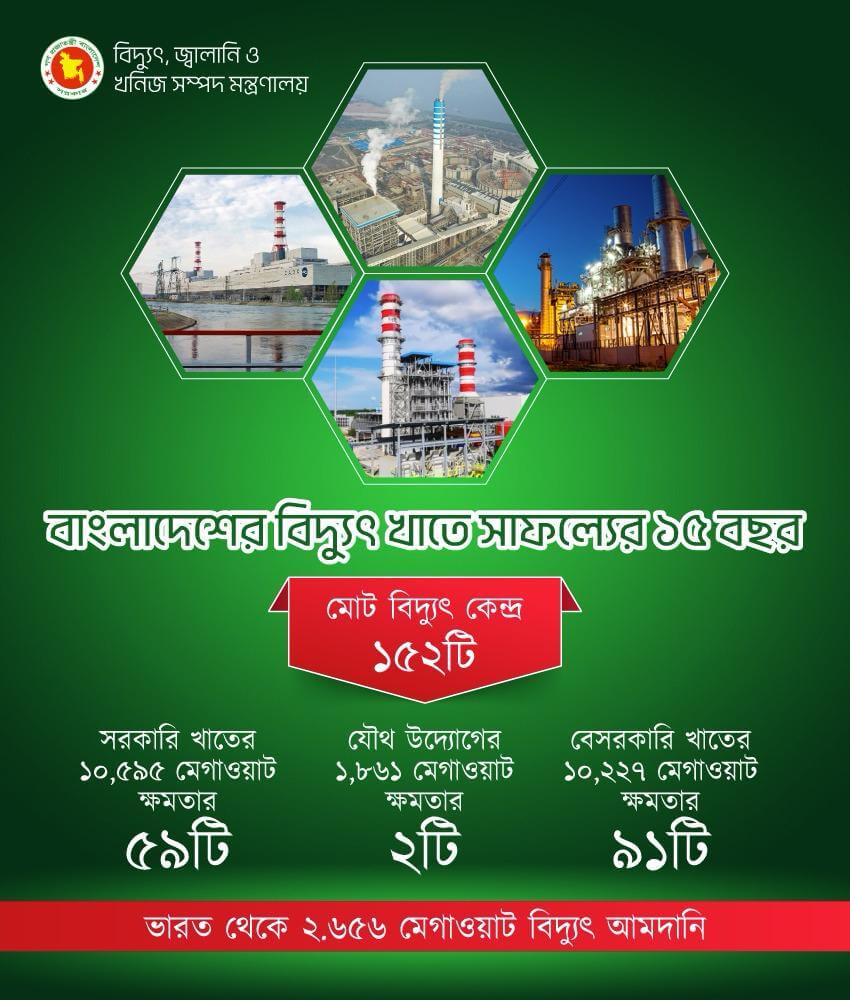 বিদ্যুৎ, জ্বালানি ও
খনিজ সম্পদ মন্ত্রণালয়
বাংলাদেশের বিদ্যুৎ খাতে সাফল্যের ১৫ বছর
মোট বিদ্যুৎ কেন্দ্র
১৫২টি
সরকারি খাতের
১০,৫৯৫ মেগাওয়াট
ক্ষমতার
৫৯টি
যৌথ উদ্যোগের
১,৮৬১ মেগাওয়াট
ক্ষমতার
২টি
বেসরকারি খাতের
১০,২২৭ মেগাওয়াট
ক্ষমতার
৯১টি
ভারত থেকে ২.৬৫৬ মেগাওয়াট বিদ্যুৎ আমদানি